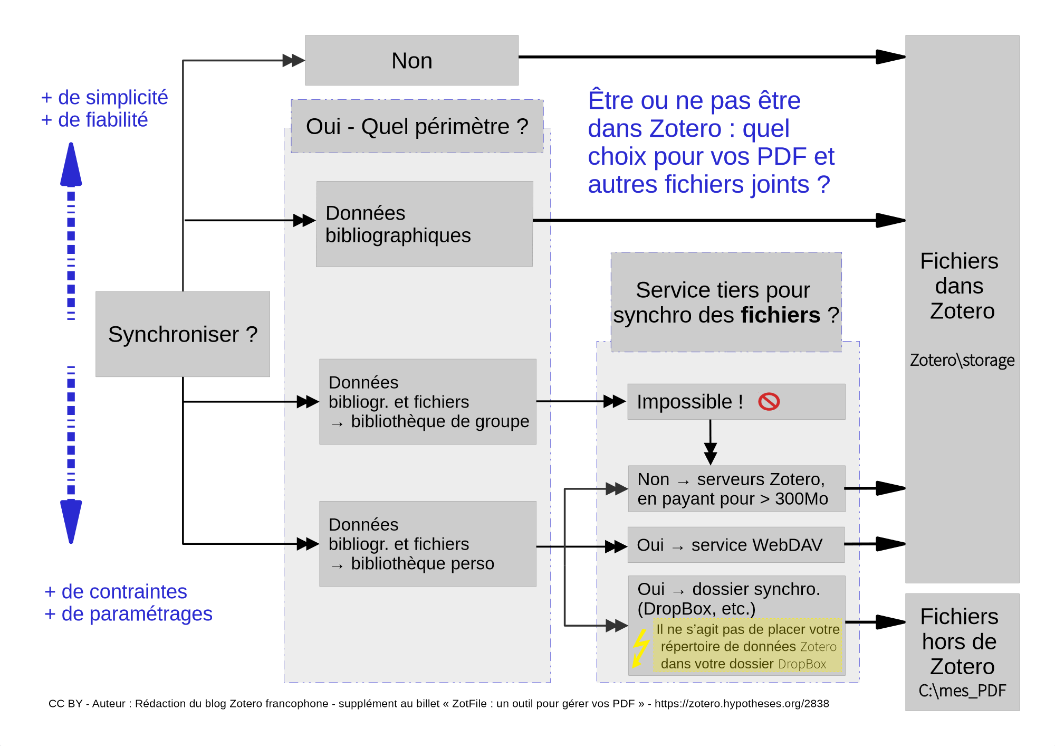 Non
+ de simplicité
+ de fiabilité
Oui - Quel périmètre ?
Être ou ne pas être
dans Zotero : quel
choix pour vos PDF et
autres fichiers joints ?
Données
bibliographiques
Synchroniser ?
Service tiers pour
synchro des fichiers ?
Fichiers
dans
Zotero
Zotero\storage
Données
bibliogr. et fichiers
→ bibliothèque de groupe
Impossible !
Non → serveurs Zotero,
en payant pour > 300Mo
Données
bibliogr. et fichiers
→ bibliothèque perso
Oui → service WebDAV
Oui → dossier synchro.
(DropBox, etc.)
Il ne s'agit pas de placer votre
répertoire de données Zotero
dans votre dossier DropBox
+ de contraintes
+ de paramétrages
Fichiers
hors de
Zotero
C:\mes_PDF
CC BY - Auteur : Rédaction du blog Zotero francophone - supplément au billet « ZotFile : un outil pour gérer vos PDF » - https://zotero.hypotheses.org/2838